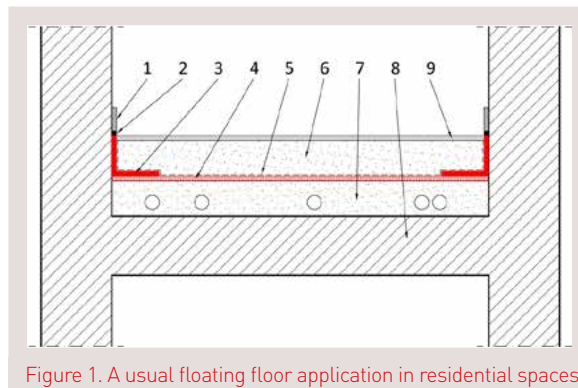 1 2 3 4 5 6 7 8 9
Figure 1. A usual floating floor application in residential spaces